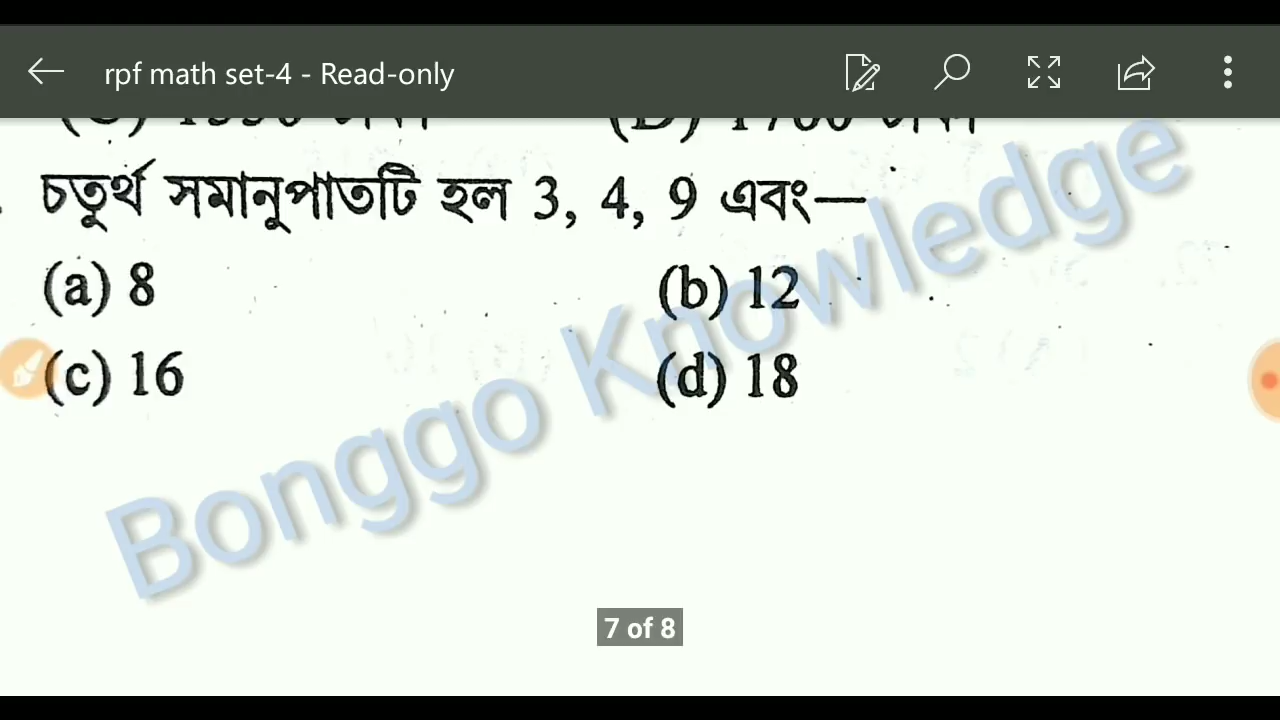 rpf math set-4 - Read-only
চতুর্থ সমানুপাতটি হল 3, 4, 9 এবং—
(a) 8 (b) 12
(c) 16 (d) 18
Bonggo Knowledge
7 of 8